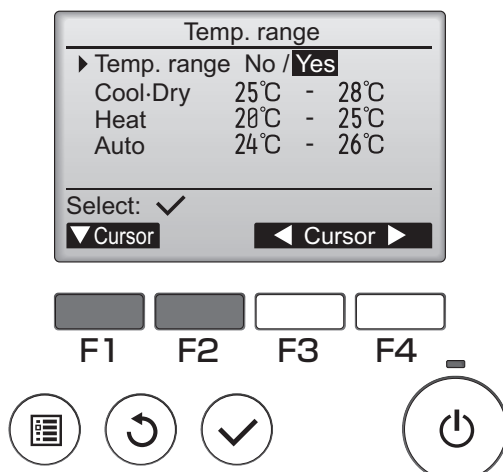 Temp. range
▶ Temp. range No / Yes
Cool·Dry 25°C - 28°C
Heat 20°C - 25°C
Auto 24°C - 26°C
Select: ✓
▼ Cursor ◀ Cursor ▶
F1 F2 F3 F4